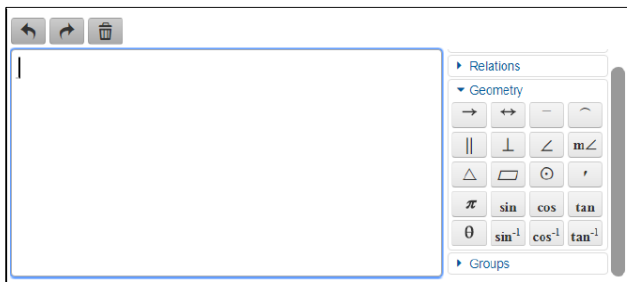 Relations
Geometry
→ ↔ — ⌒
∥ ⊥ ∠ m∠
△ ▱ ⊙ ′
π sin cos tan
θ sin⁻¹ cos⁻¹ tan⁻¹
Groups